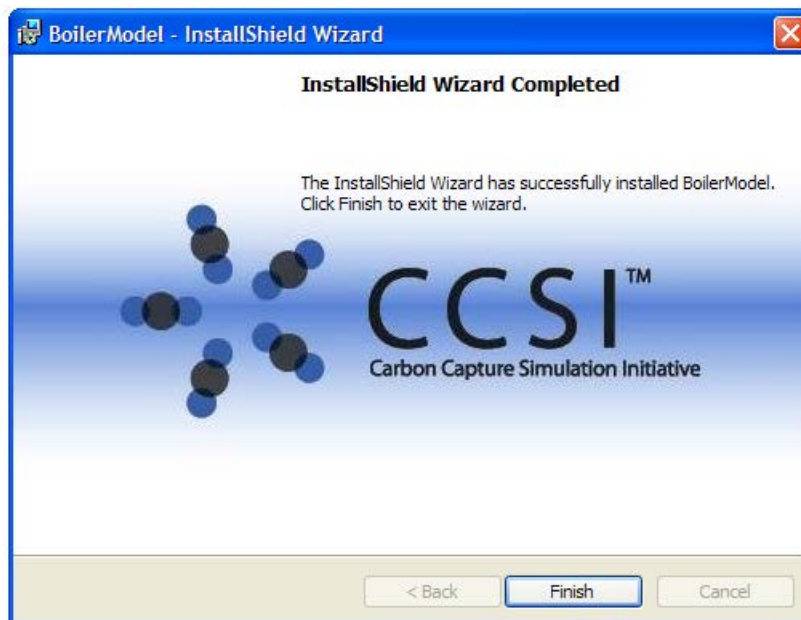 BoilerModel - InstallShield Wizard
InstallShield Wizard Completed
The InstallShield Wizard has successfully installed BoilerModel.
Click Finish to exit the wizard.
CCSI™
Carbon Capture Simulation Initiative
< Back Finish Cancel